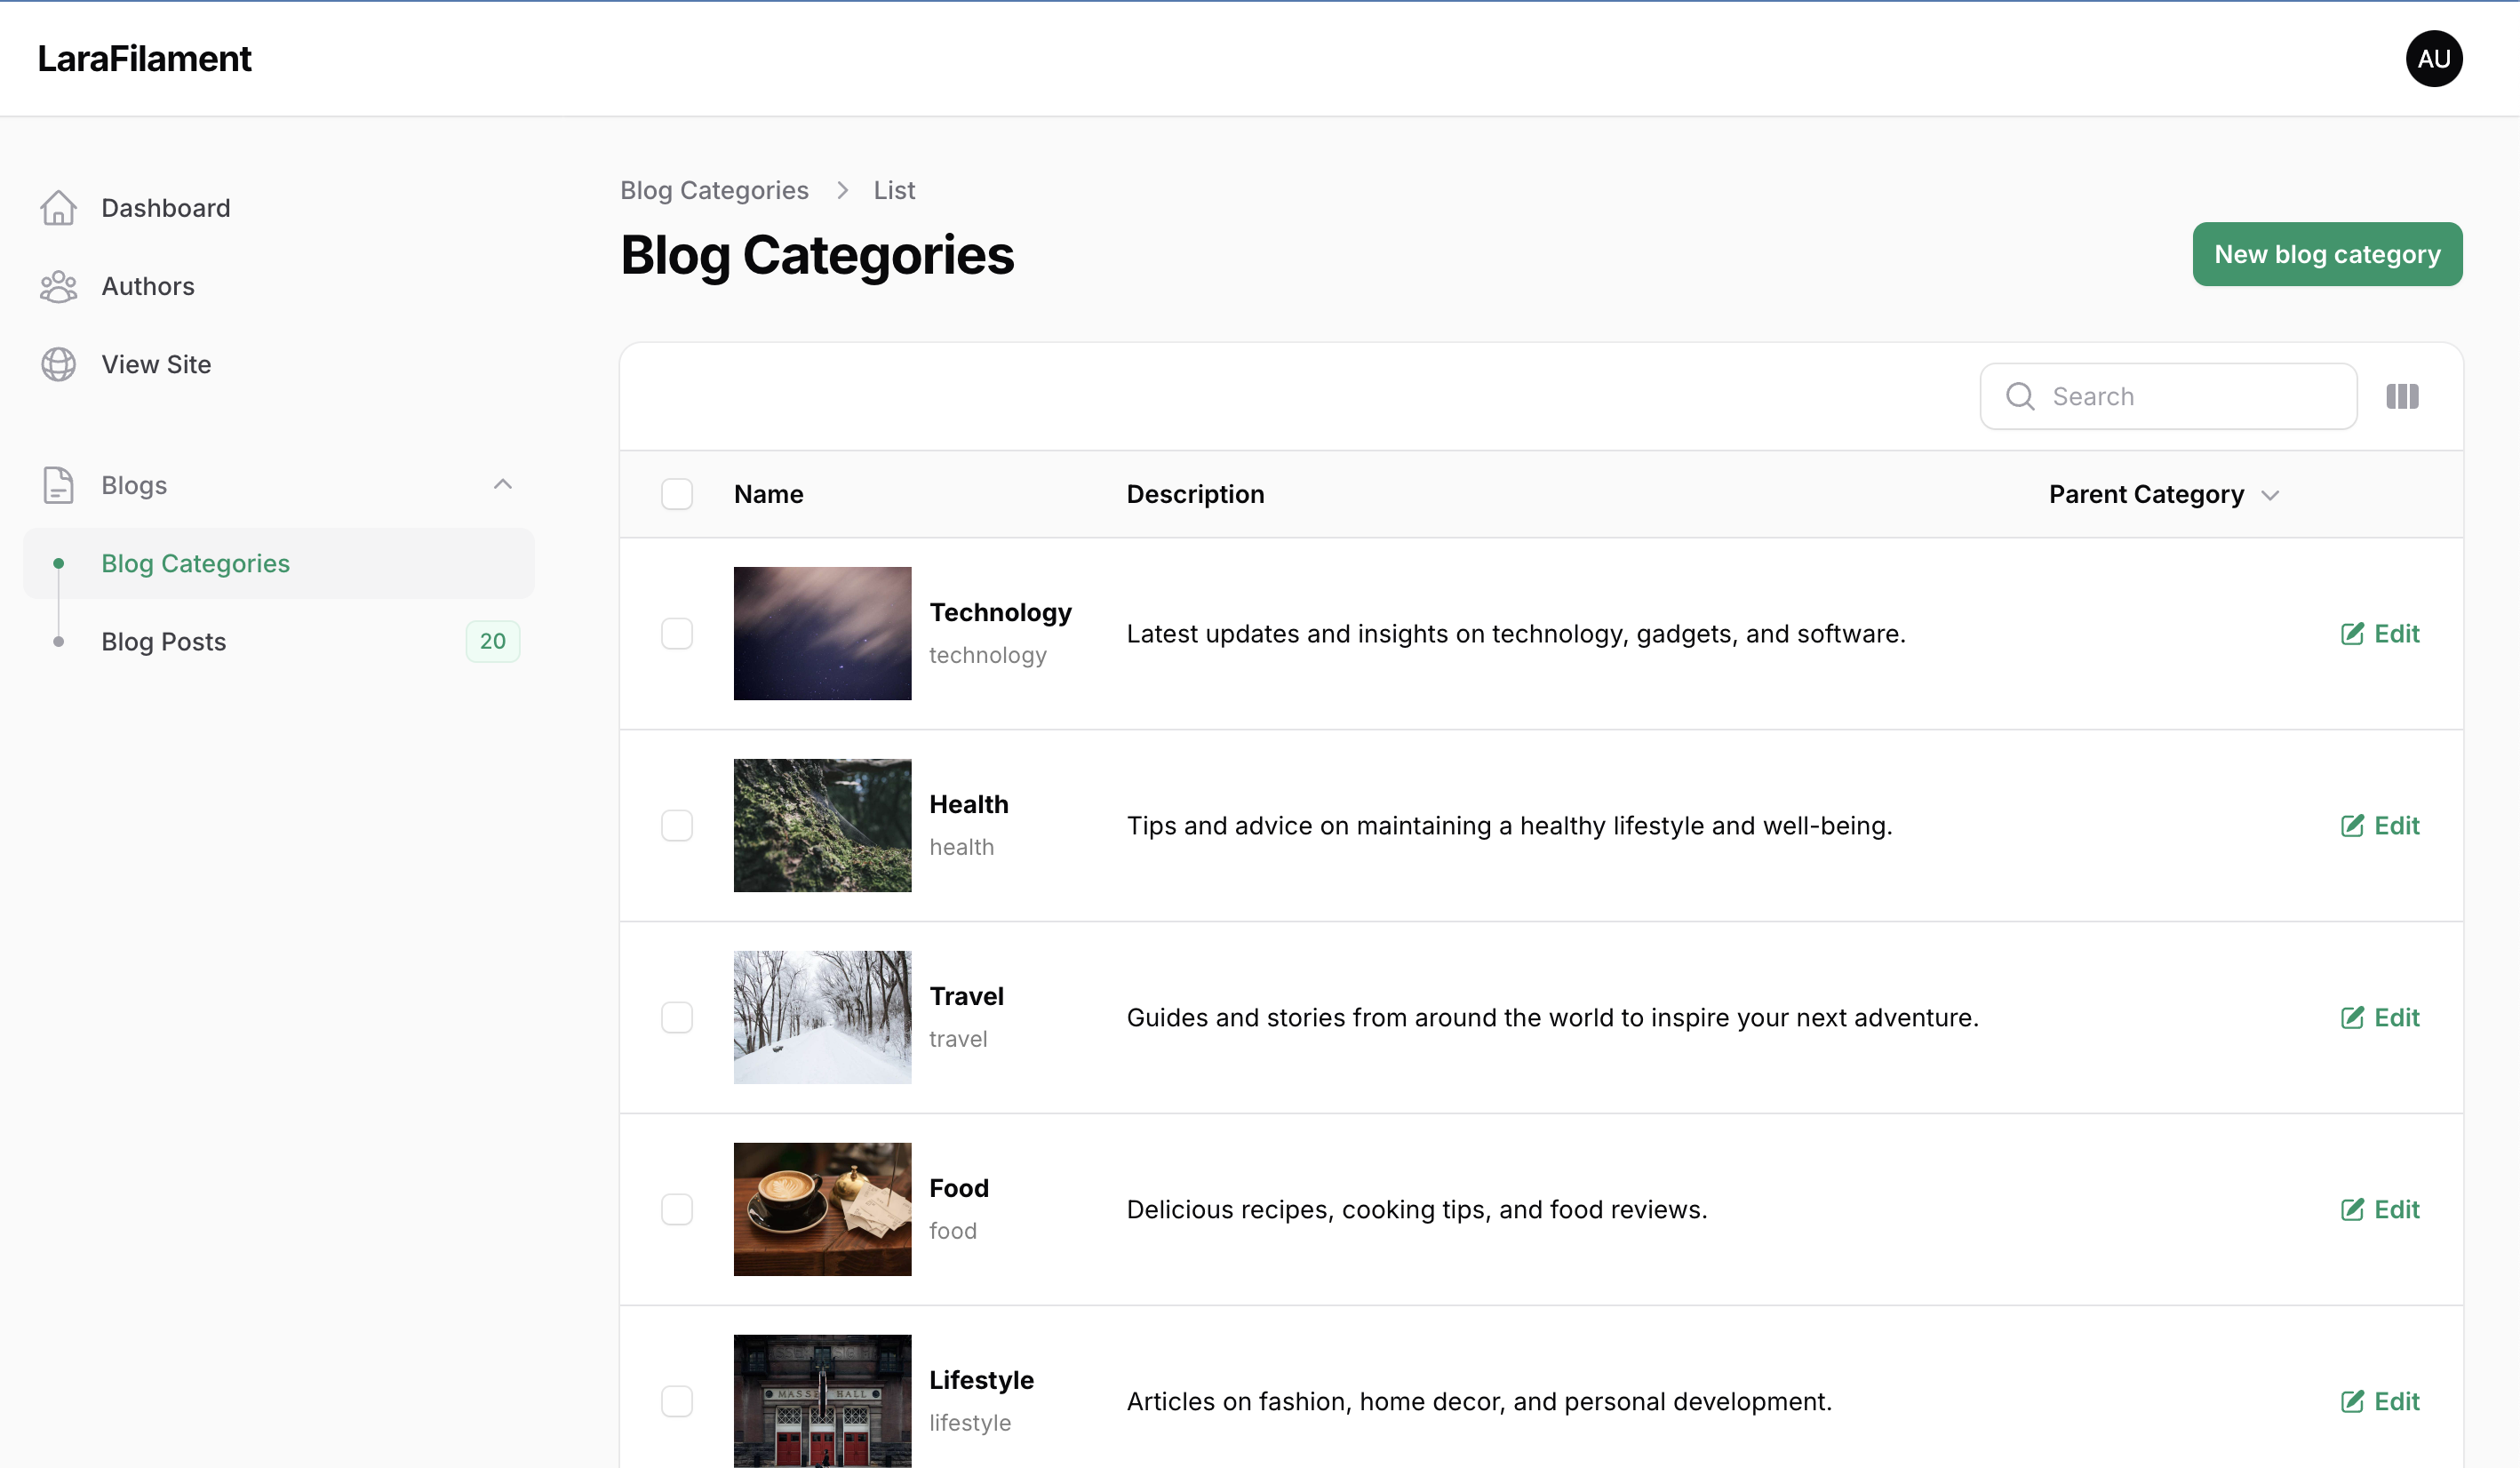 LaraFilament
AU
Dashboard
Authors
View Site
Blogs
Blog Categories
Blog Posts
20
Blog Categories > List
Blog Categories
New blog category
Search
Name Description Parent Category
Technology
technology
Latest updates and insights on technology, gadgets, and software.
Edit
Health
health
Tips and advice on maintaining a healthy lifestyle and well-being.
Edit
Travel
travel
Guides and stories from around the world to inspire your next adventure.
Edit
Food
food
Delicious recipes, cooking tips, and food reviews.
Edit
MASSEY HALL
Lifestyle
lifestyle
Articles on fashion, home decor, and personal development.
Edit